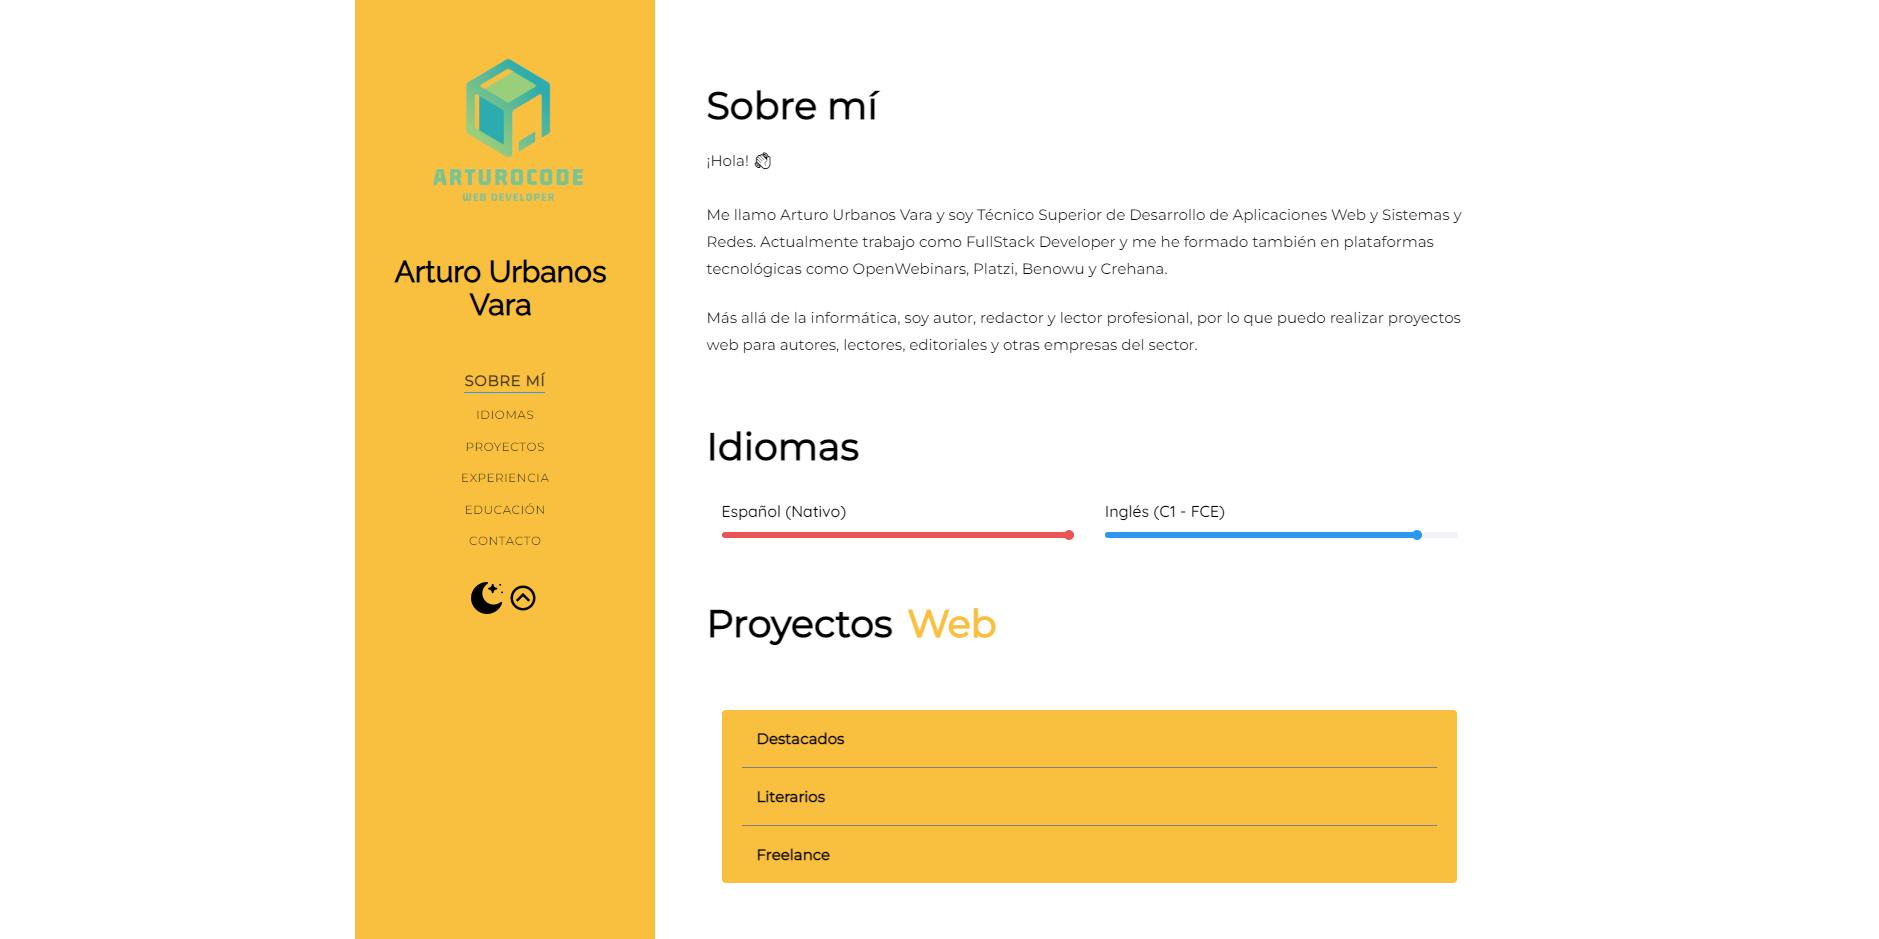 ARTUROCODE
WEB DEVELOPER
Arturo Urbanos
Vara
SOBRE MÍ
IDIOMAS
PROYECTOS
EXPERIENCIA
EDUCACIÓN
CONTACTO
Sobre mí
¡Hola!
Me llamo Arturo Urbanos Vara y soy Técnico Superior de Desarrollo de Aplicaciones Web y Sistemas y
Redes. Actualmente trabajo como FullStack Developer y me he formado también en plataformas
tecnológicas como OpenWebinars, Platzi, Benowu y Crehana.
Más allá de la informática, soy autor, redactor y lector profesional, por lo que puedo realizar proyectos
web para autores, lectores, editoriales y otras empresas del sector.
Idiomas
Español (Nativo)
Inglés (C1 - FCE)
Proyectos Web
Destacados
Literarios
Freelance